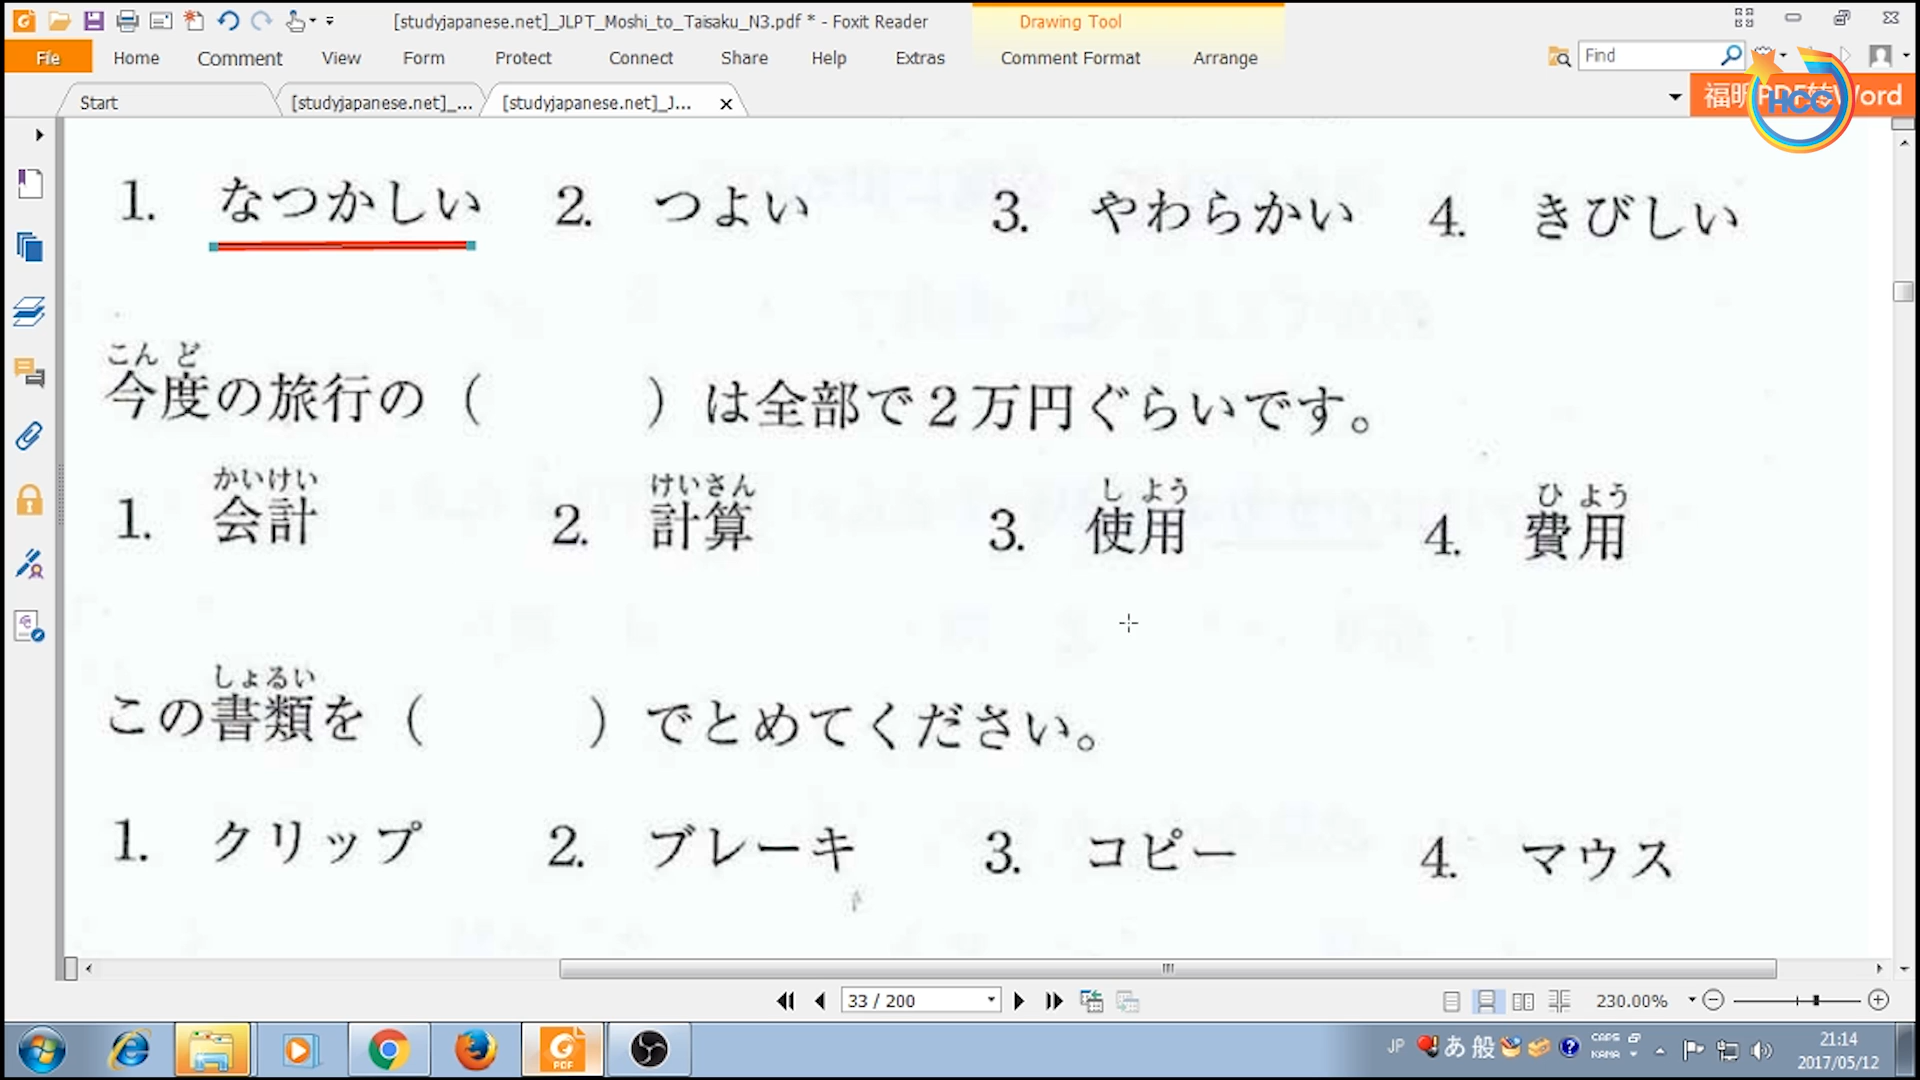 [studyjapanese.net]_JLPT_Moshi_to_Taisaku_N3.pdf * - Foxit Reader
Drawing Tool
File Home Comment View Form Protect Connect Share Help Extras Comment Format Arrange Find
Start [studyjapanese.net]_... [studyjapanese.net]_J...
HCC
1. なつかしい 2. つよい 3. やわらかい 4. きびしい
こん ど
今度の旅行の ( ) は全部で2万円ぐらいです。
かいけい けいさん し よう ひ よう
1. 会計 2. 計算 3. 使用 4. 費用
しょるい
この書類を ( ) でとめてください。
1. クリップ 2. ブレーキ 3. コピー 4. マウス
33 / 200
230.00%
JP あ 般 CAPS KANA
21:14
2017/05/12